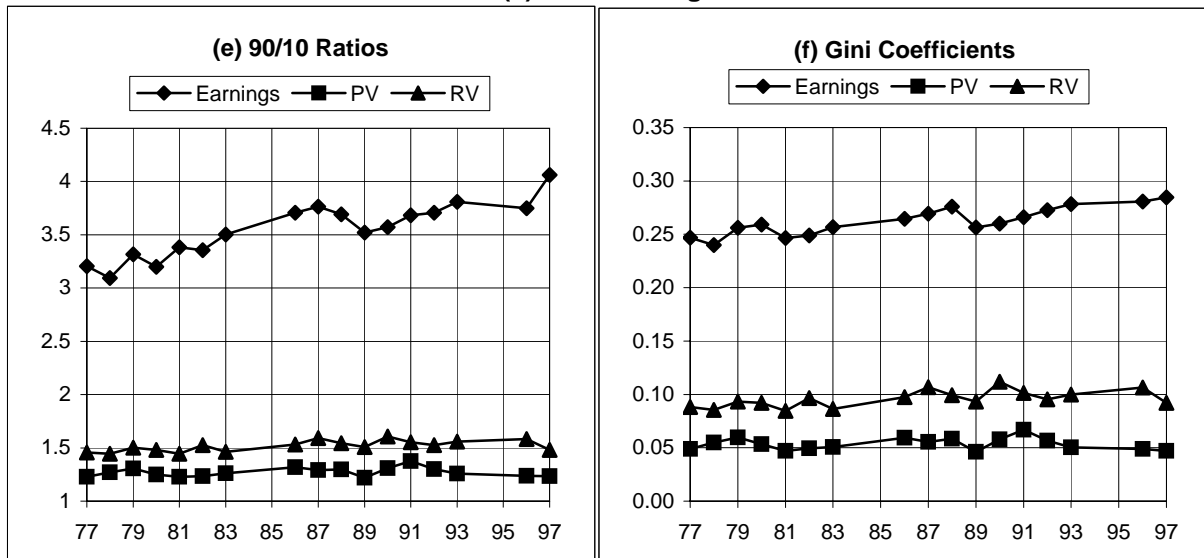 (e) 90/10 Ratios
Earnings PV RV
4.5
4
3.5
3
2.5
2
1.5
1
77 79 81 83 85 87 89 91 93 95 97
(f) Gini Coefficients
Earnings PV RV
0.35
0.30
0.25
0.20
0.15
0.10
0.05
0.00
77 79 81 83 85 87 89 91 93 95 97